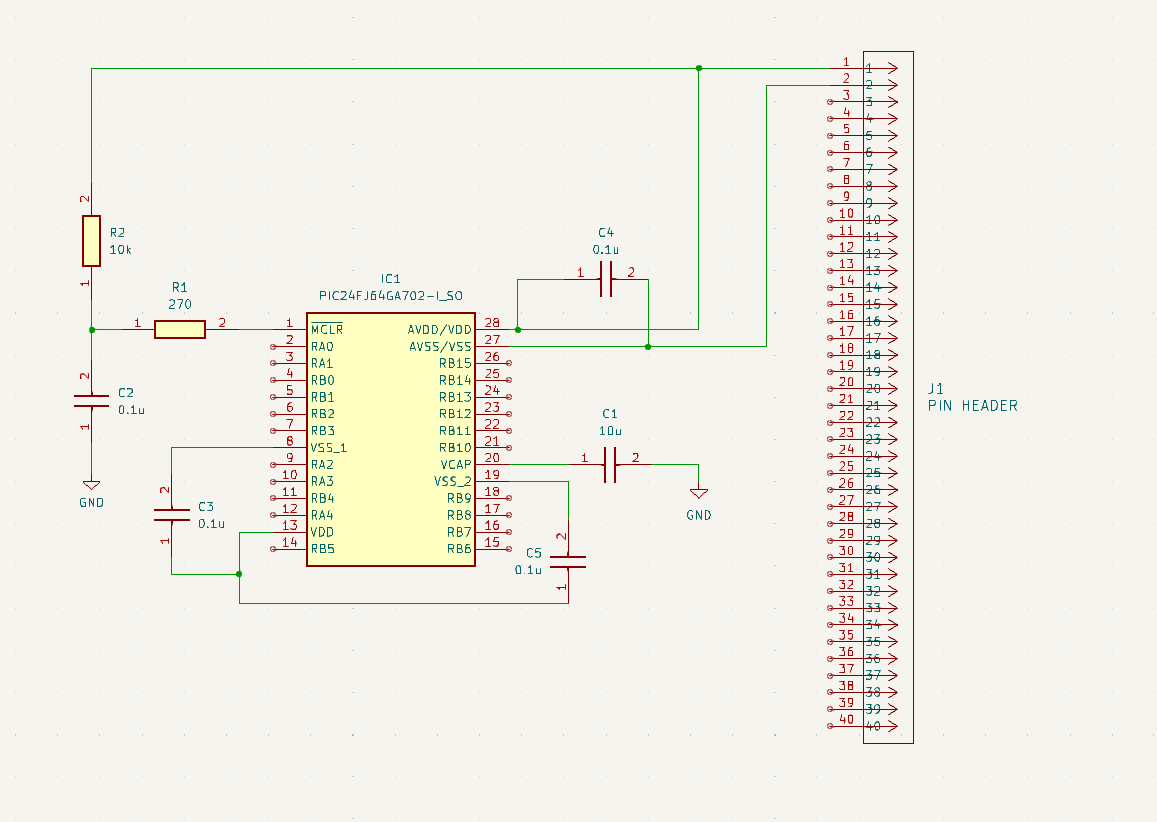 R2
10k
2
1
R1
270
1
2
C2
0.1u
2
1
GND
C3
0.1u
2
1
IC1
PIC24FJ64GA702-I_SO
1 MCLR
2 RA0
3 RA1
4 RB0
5 RB1
6 RB2
7 RB3
8 VSS_1
9 RA2
10 RA3
11 RB4
12 RA4
13 VDD
14 RB5
AVDD/VDD 28
AVSS/VSS 27
RB15 26
RB14 25
RB13 24
RB12 23
RB11 22
RB10 21
VCAP 20
VSS_2 19
RB9 18
RB8 17
RB7 16
RB6 15
C4
0.1u
1
2
C1
10u
1
2
GND
C5
0.1u
2
1
1 1
2 2
3 3
4 4
5 5
6 6
7 7
8 8
9 9
10 10
11 11
12 12
13 13
14 14
15 15
16 16
17 17
18 18
19 19
20 20
21 21
22 22
23 23
24 24
25 25
26 26
27 27
28 28
29 29
30 30
31 31
32 32
33 33
34 34
35 35
36 36
37 37
38 38
39 39
40 40
J1
PIN HEADER